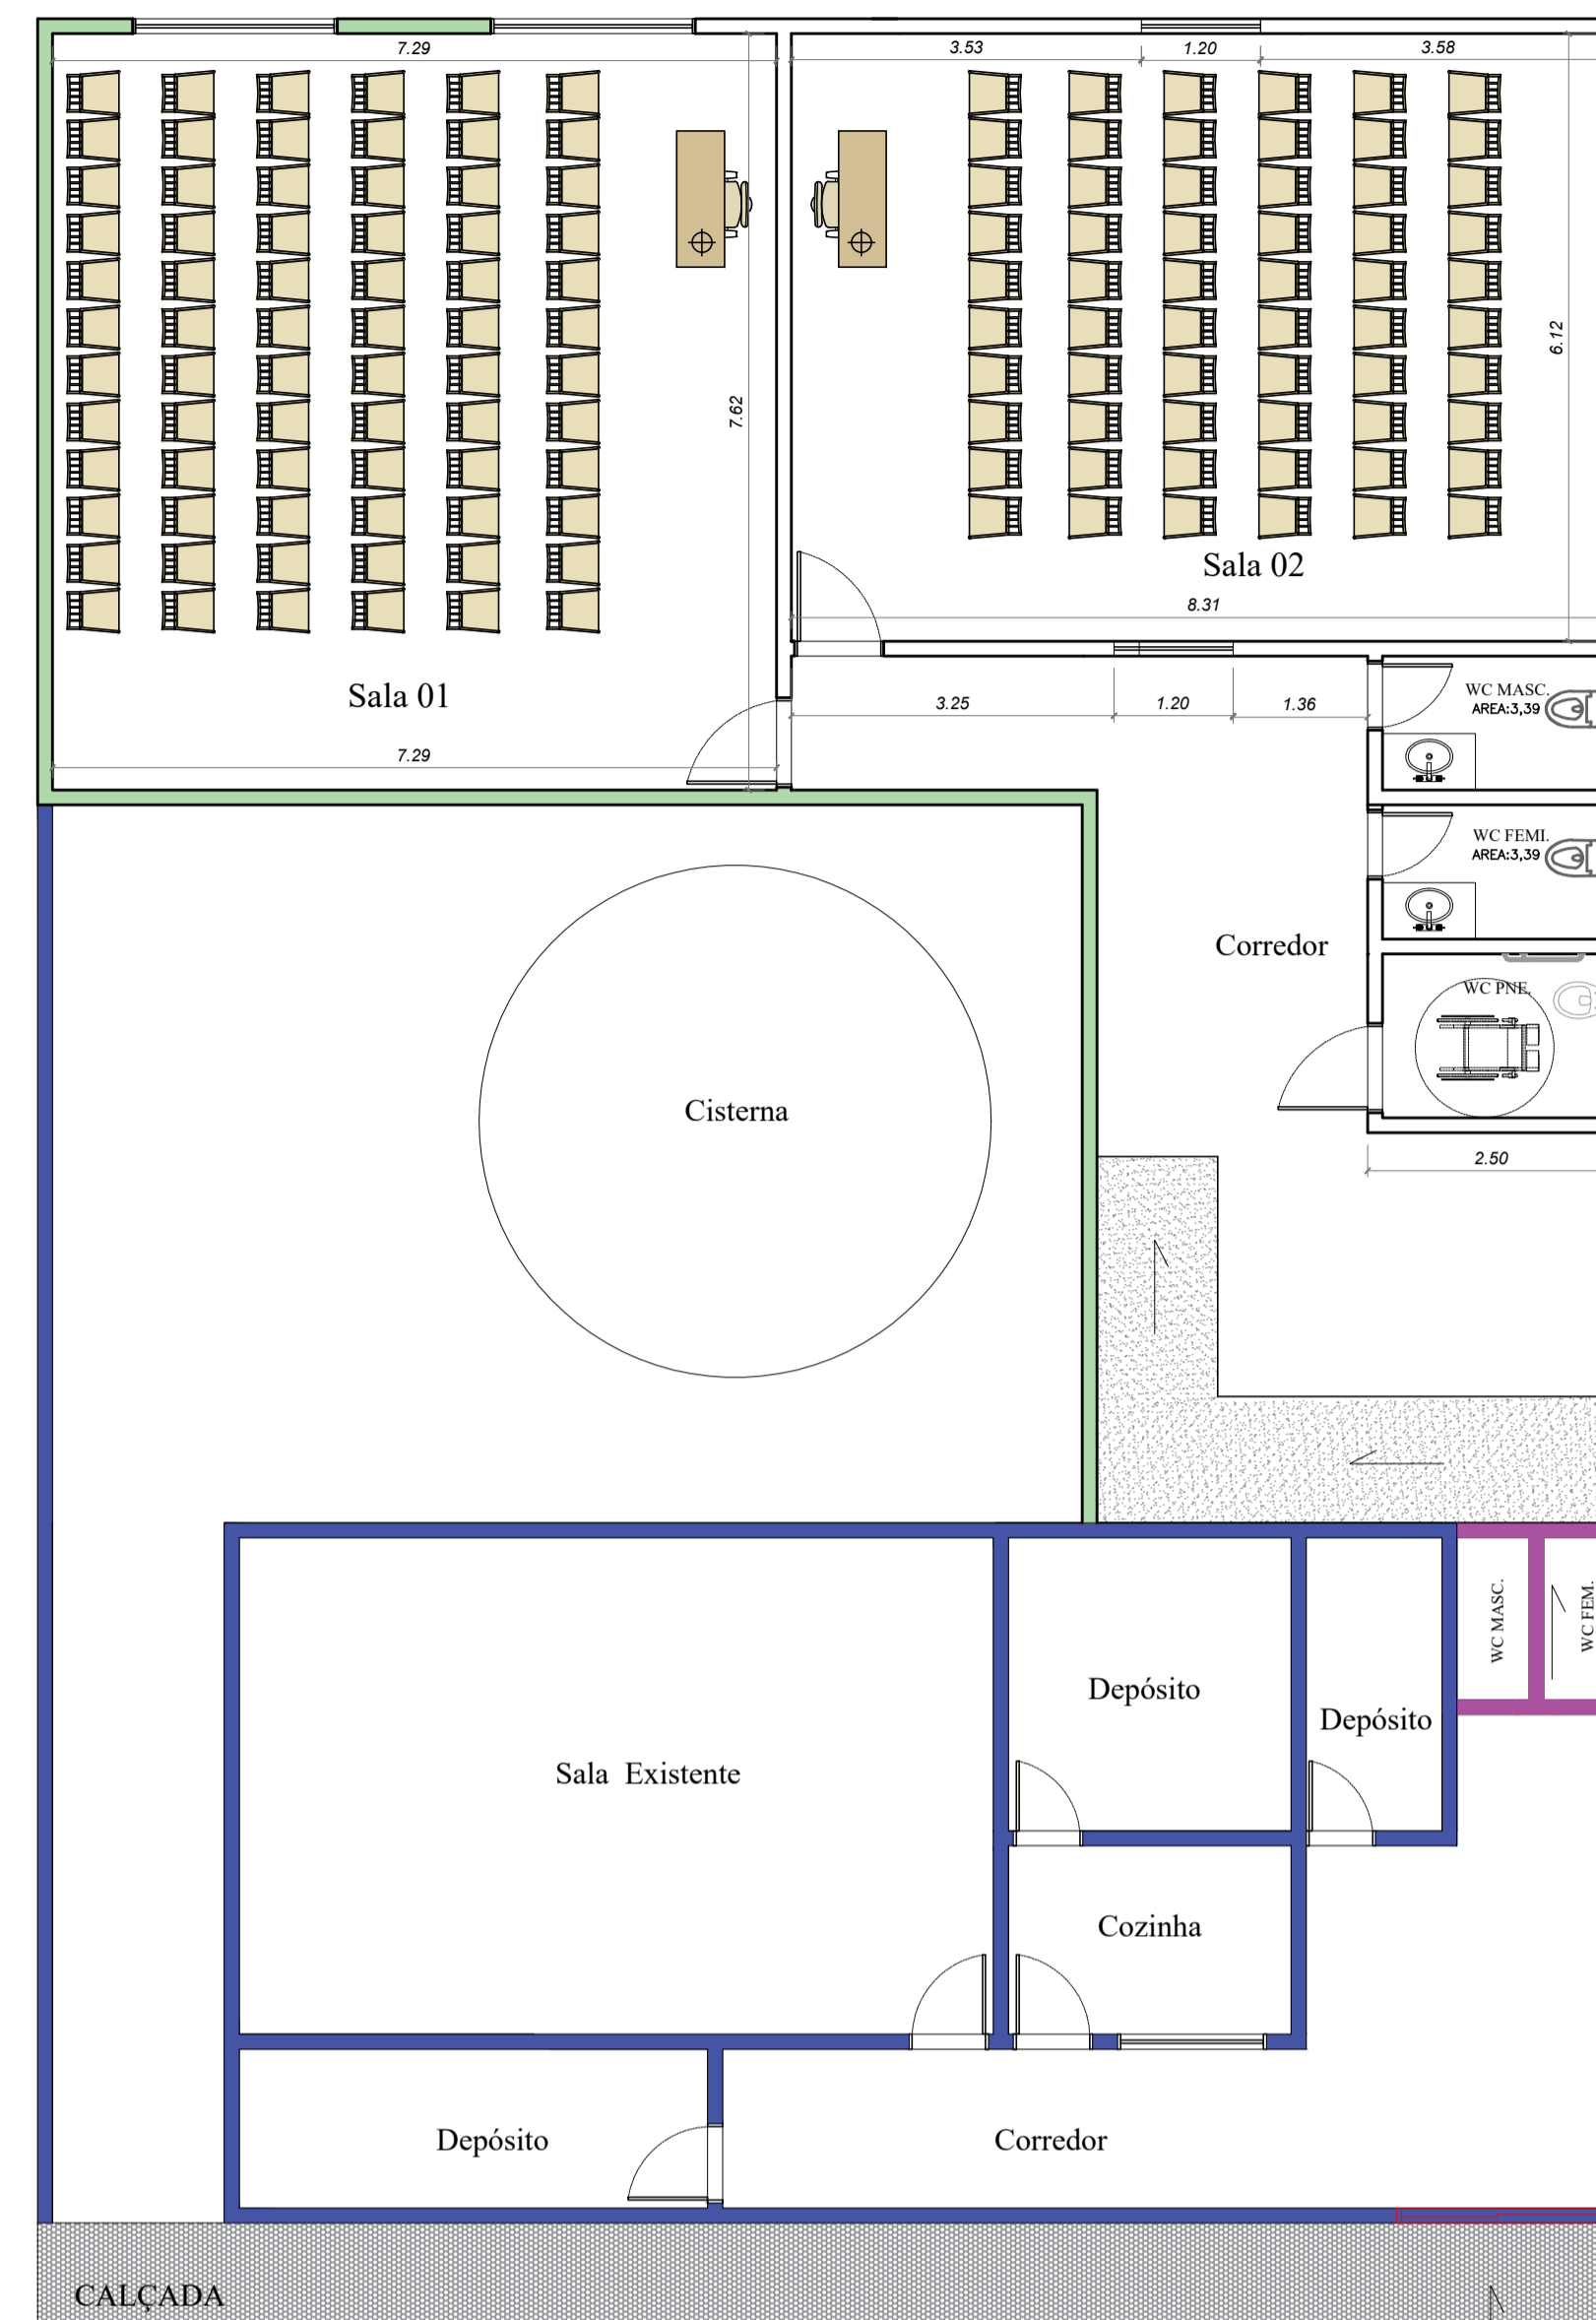 7.29
3.53
1.20
3.58
6.12
7.62
Sala 02
8.31
Sala 01
3.25
1.20
1.36
WC MASC.
AREA:3,39
7.29
WC FEMI.
AREA:3,39
Corredor
WC PNE.
Cisterna
2.50
WC MASC.
WC FEM.
Depósito
Depósito
Sala Existente
Cozinha
Depósito
Corredor
CALÇADA